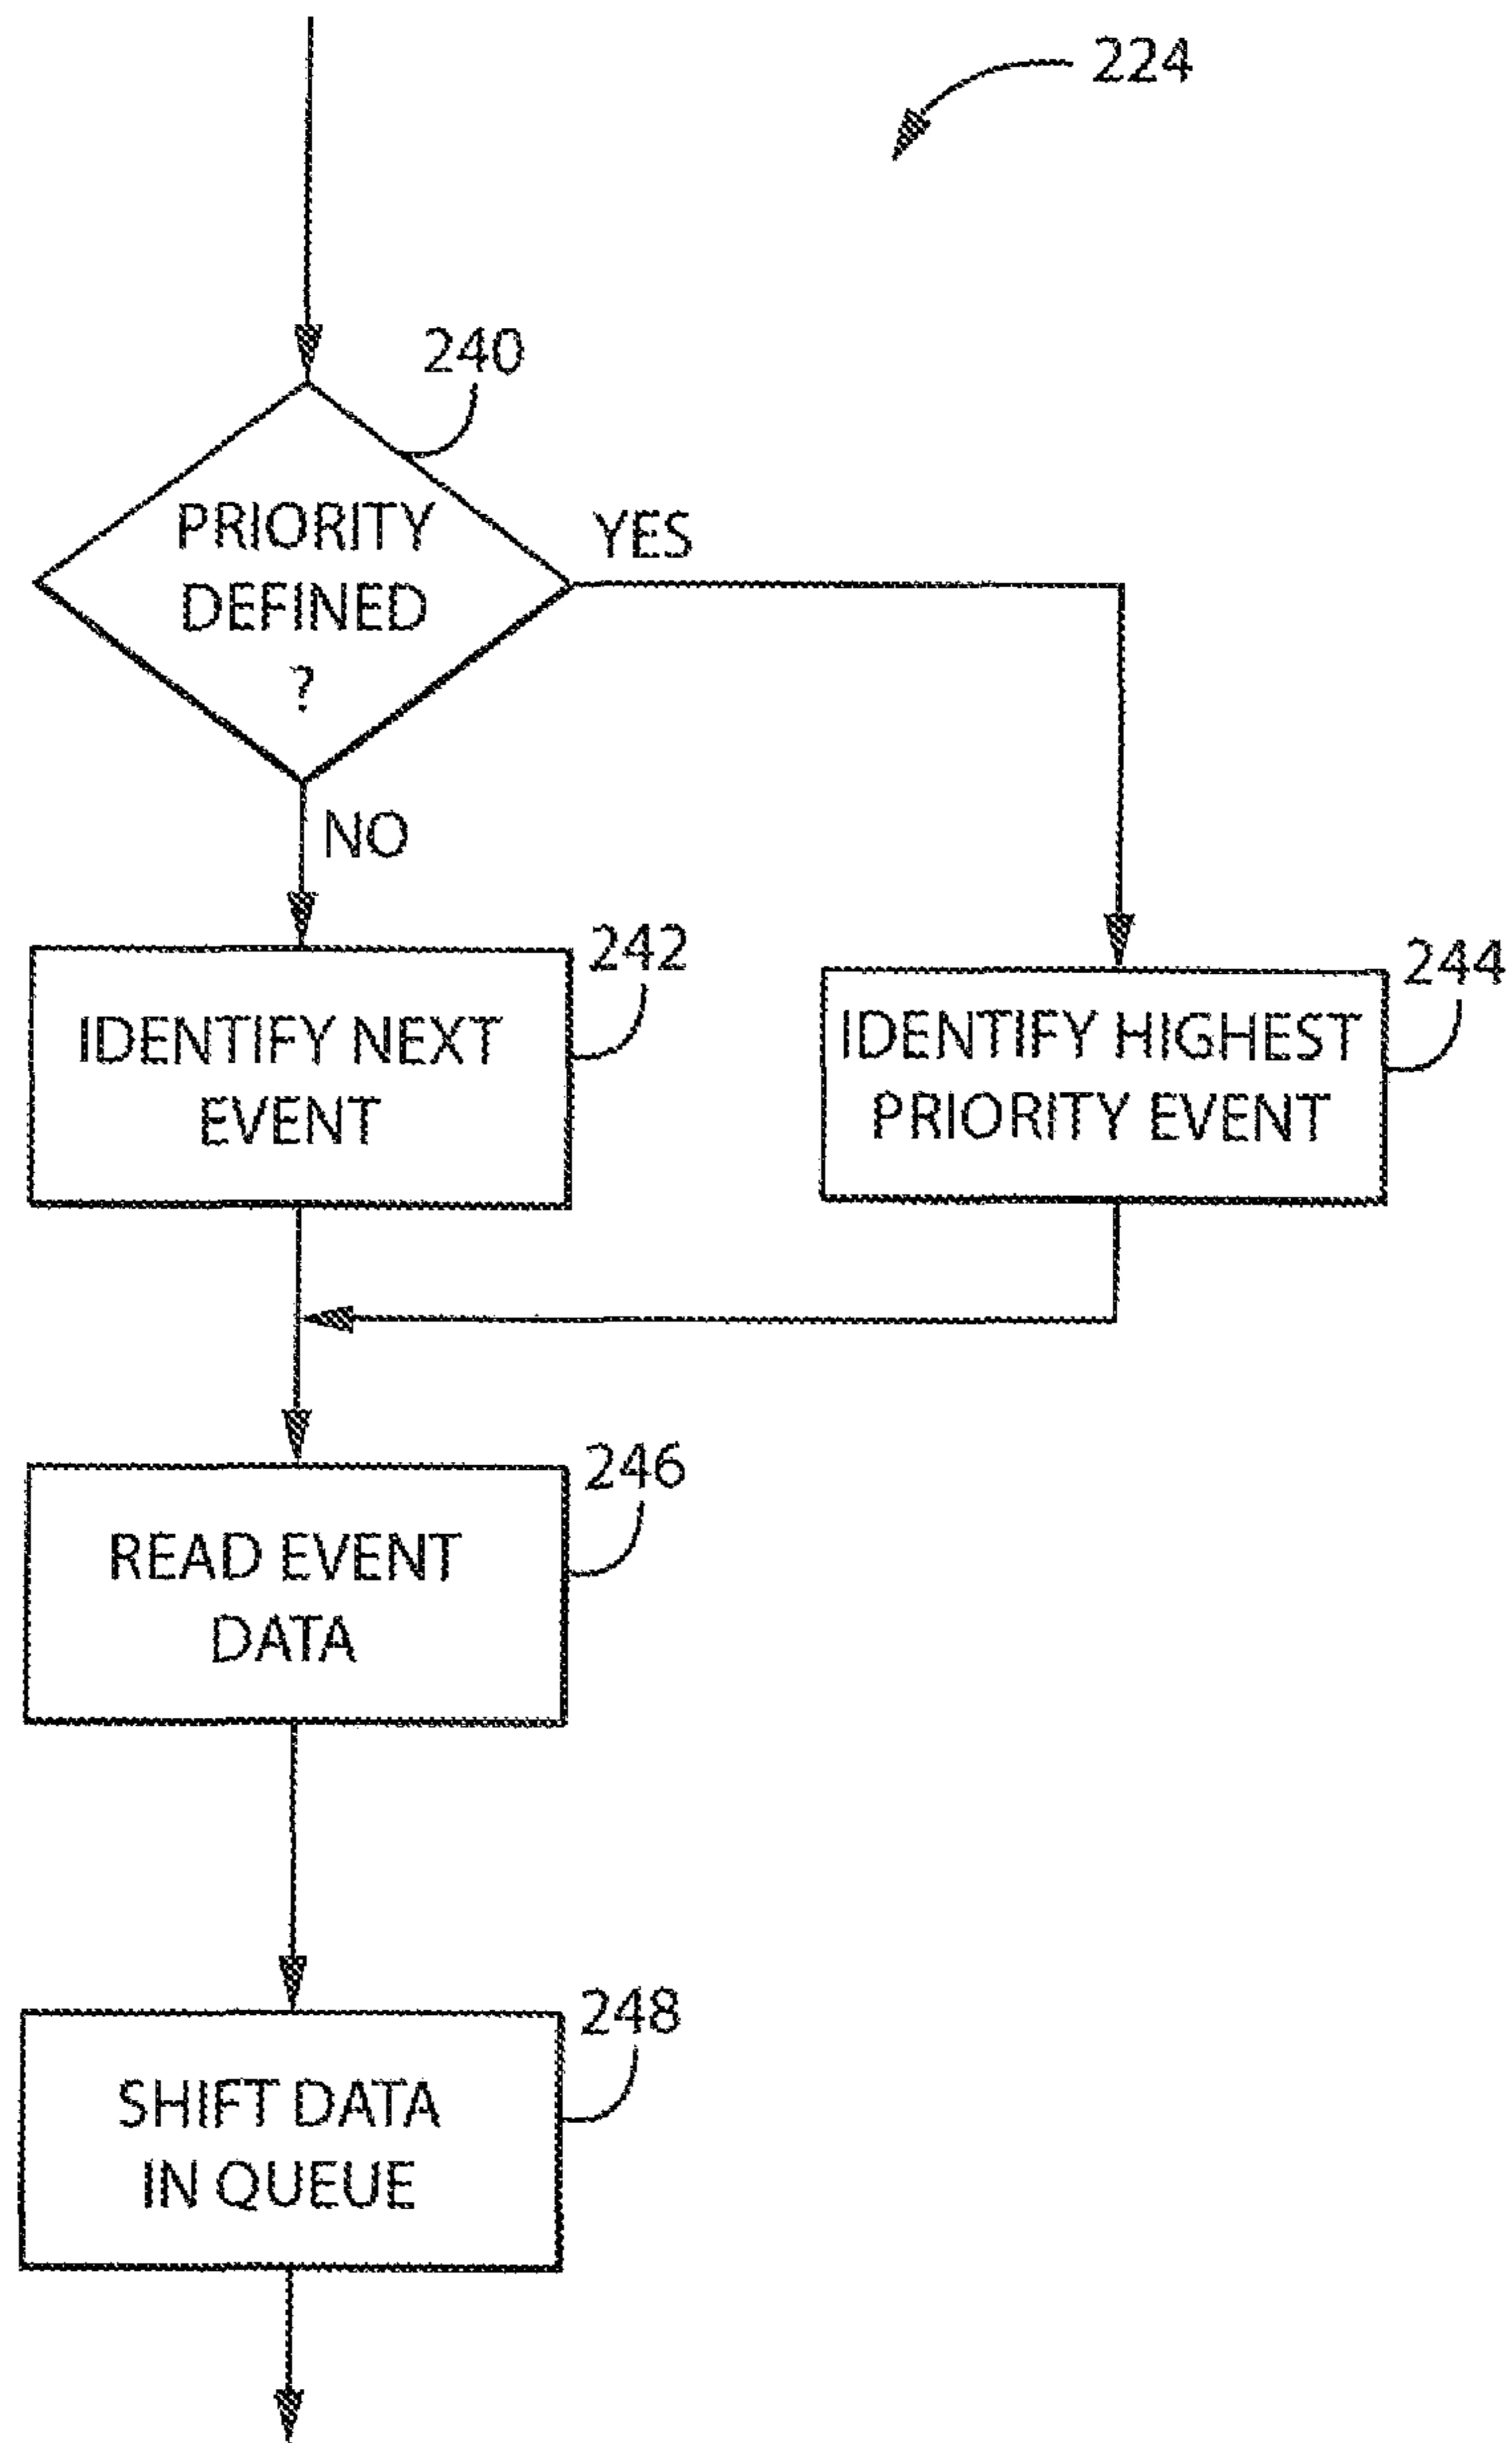 224
240
PRIORITY
DEFINED
?
YES
NO
242
IDENTIFY NEXT
EVENT
244
IDENTIFY HIGHEST
PRIORITY EVENT
246
READ EVENT
DATA
248
SHIFT DATA
IN QUEUE